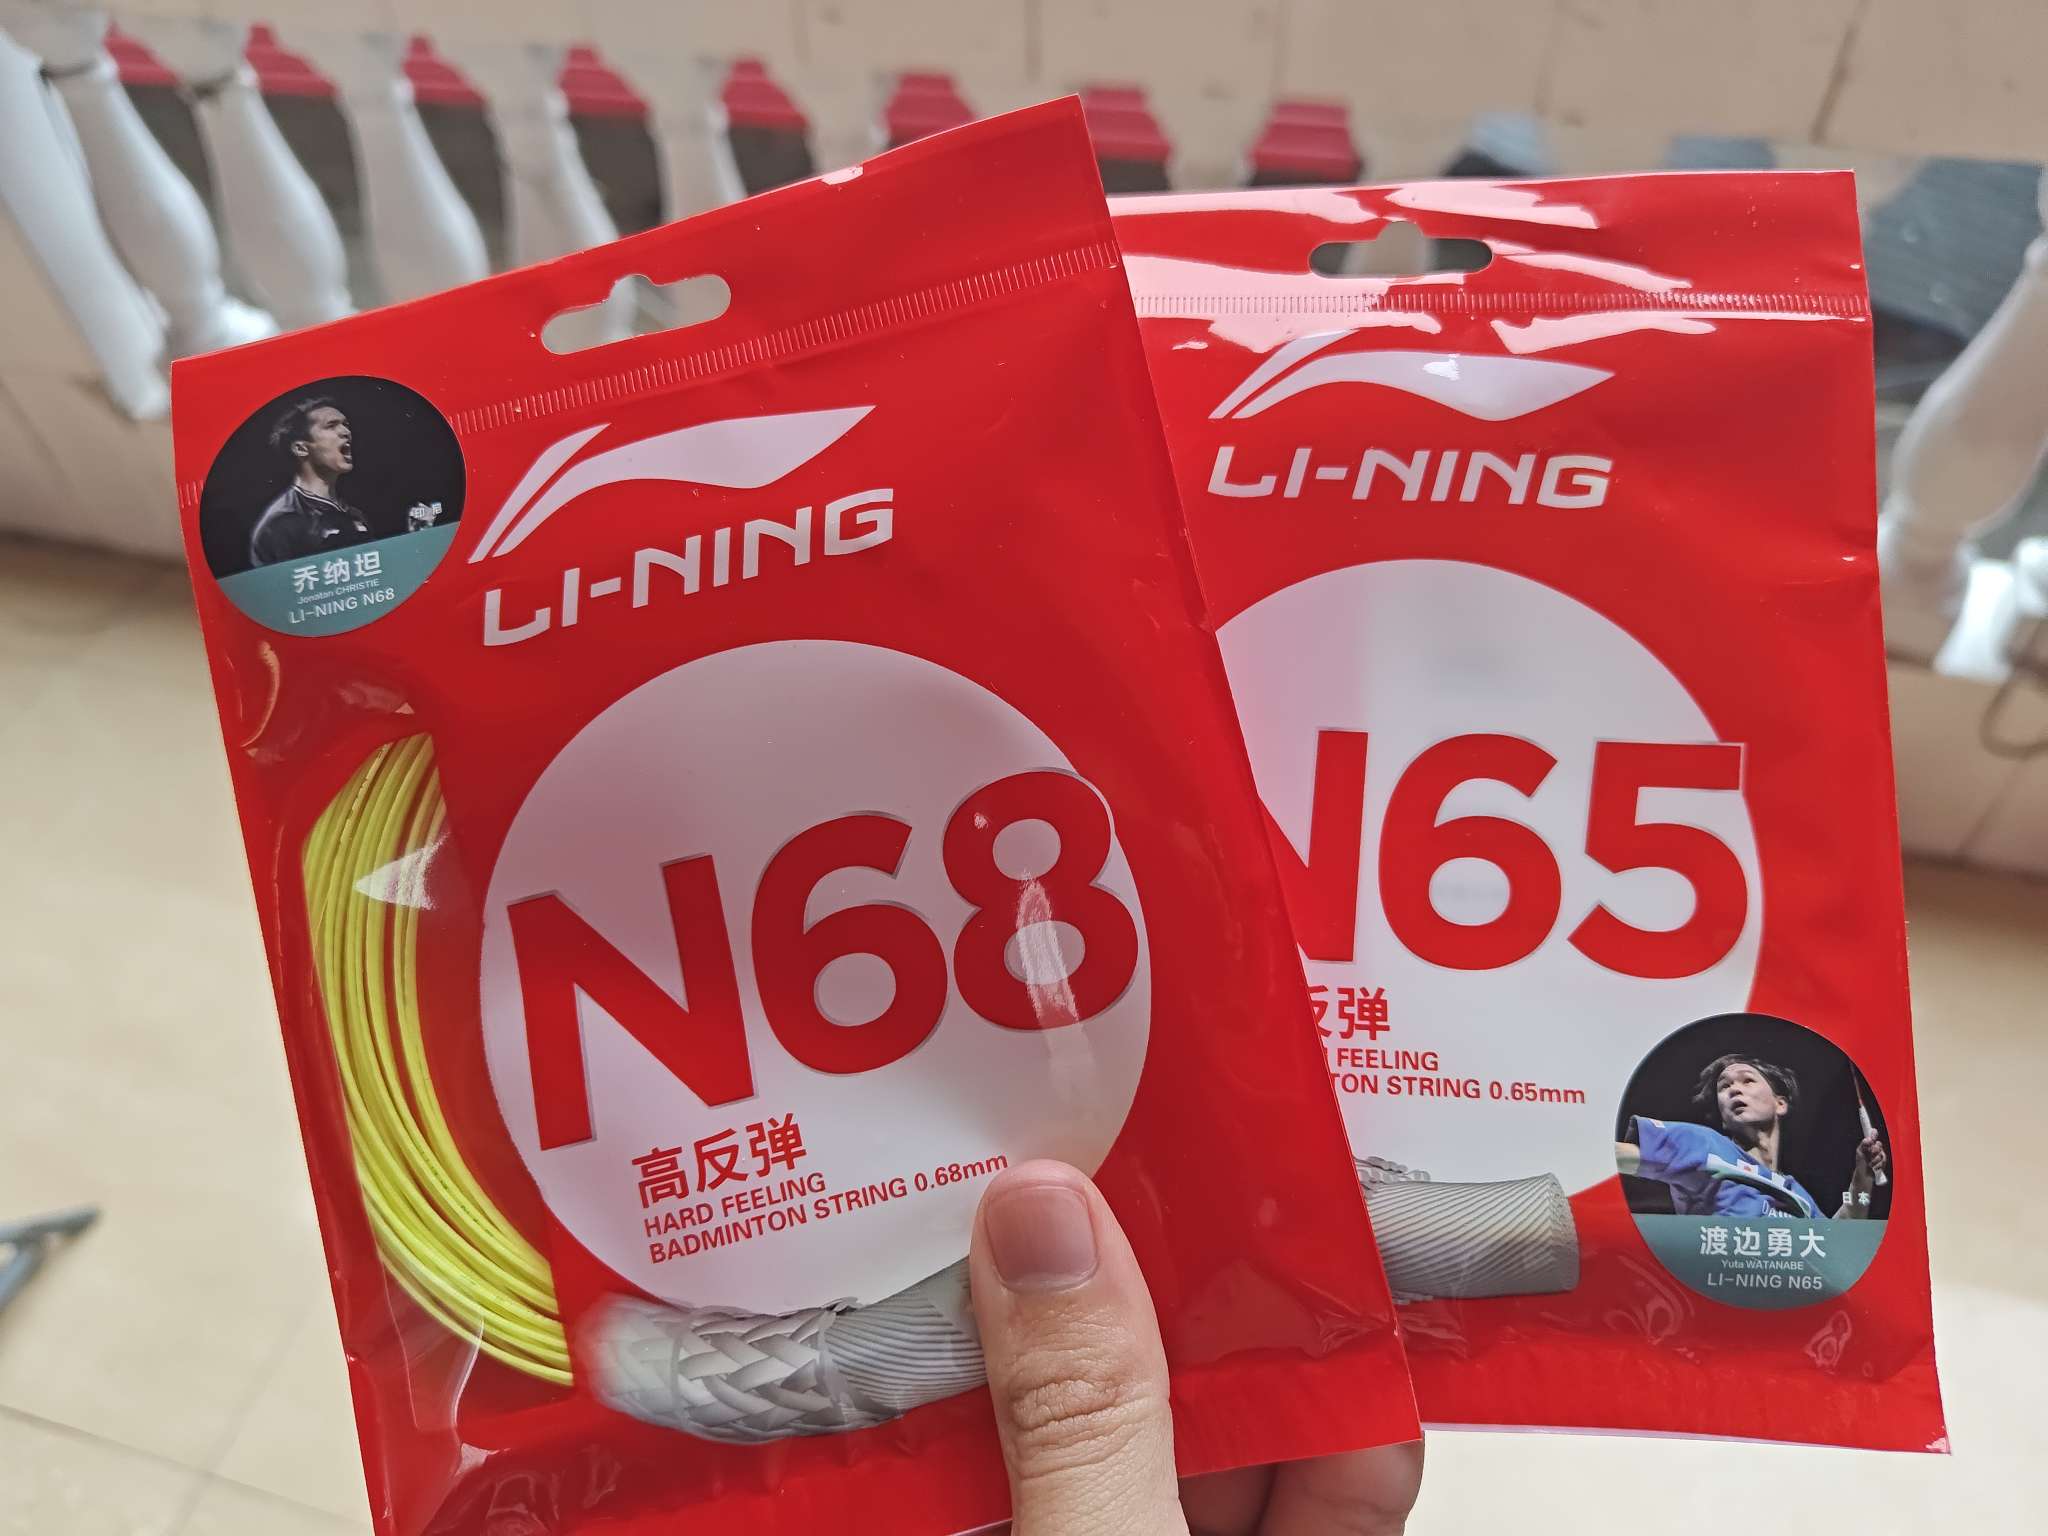 LI-NING
印 尼
乔纳坦
Jonatan CHRISTIE
LI-NING N68
N68
高反弹
HARD FEELING
BADMINTON STRING 0.68mm
LI-NING
N65
反弹
FEELING
TON STRING 0.65mm
日 本
渡边勇大
Yuta WATANABE
LI-NING N65